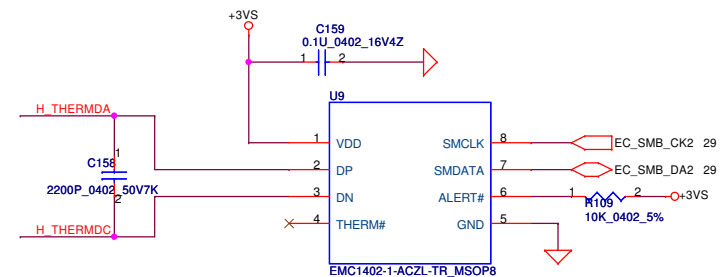 +3VS
C159
0.1U_0402_16V4Z
1 2
H_THERMDA
U9
1 VDD SMCLK 8 EC_SMB_CK2 29
C158
1
2 DP SMDATA 7 EC_SMB_DA2 29
2200P_0402_50V7K
2
3 DN ALERT# 6 1 2 +3VS
R109
10K_0402_5%
H_THERMDC
4 THERM# GND 5
EMC1402-1-ACZL-TR_MSOP8